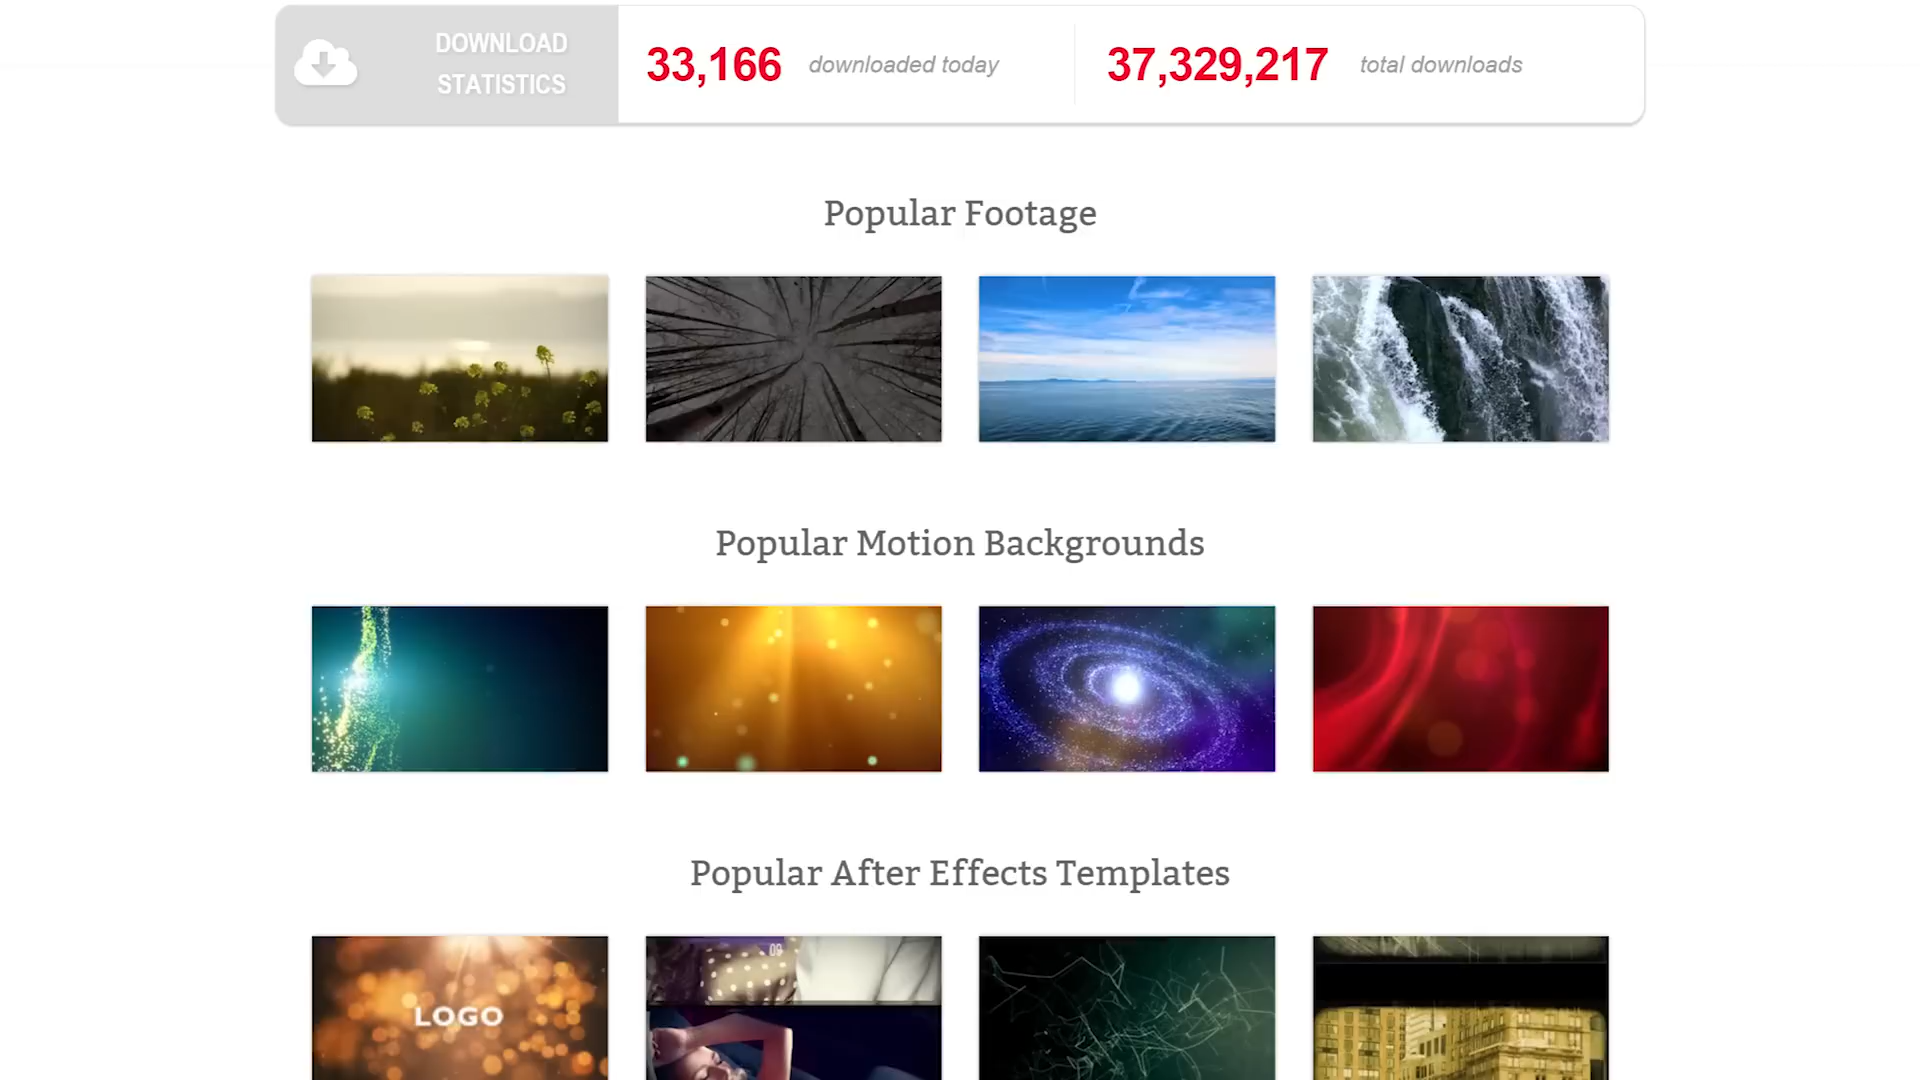 DOWNLOAD
STATISTICS
33,166 downloaded today
37,329,217 total downloads
Popular Footage
Popular Motion Backgrounds
Popular After Effects Templates
LOGO
09